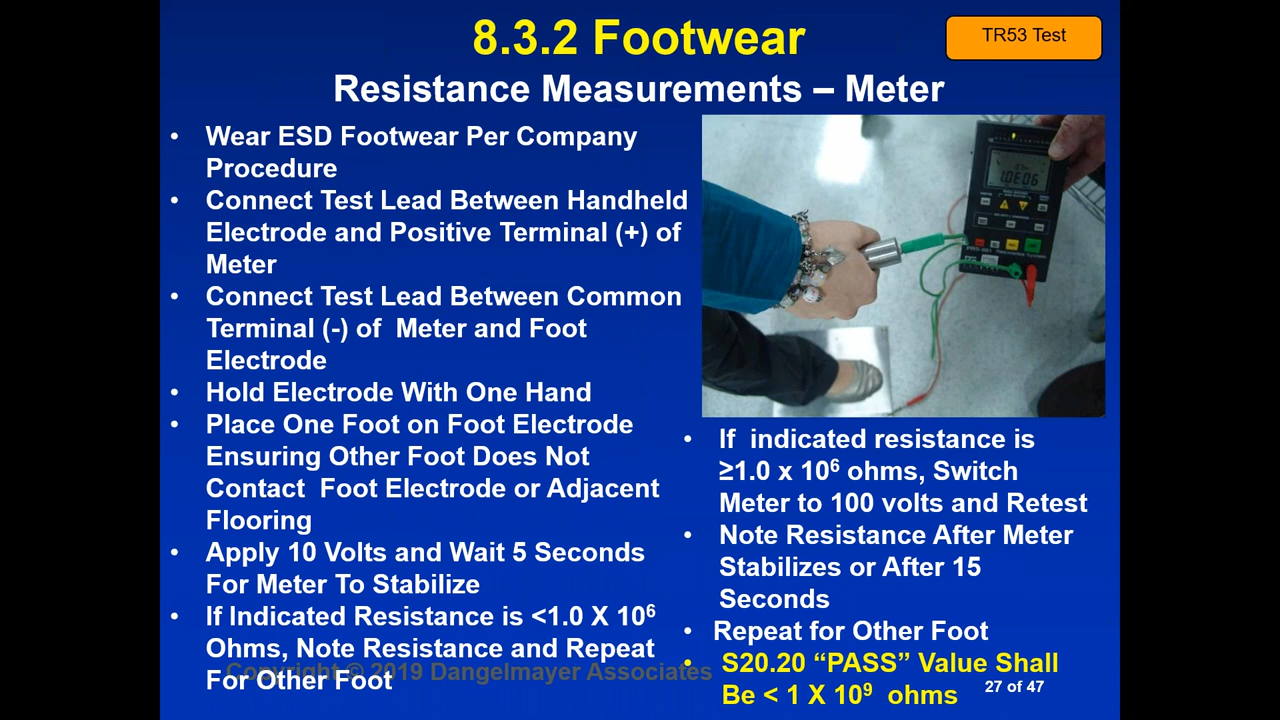 8.3.2 Footwear
TR53 Test
Resistance Measurements – Meter
• Wear ESD Footwear Per Company
Procedure
• Connect Test Lead Between Handheld
Electrode and Positive Terminal (+) of
Meter
• Connect Test Lead Between Common
Terminal (-) of Meter and Foot
Electrode
• Hold Electrode With One Hand
• Place One Foot on Foot Electrode
Ensuring Other Foot Does Not
Contact Foot Electrode or Adjacent
Flooring
• Apply 10 Volts and Wait 5 Seconds
For Meter To Stabilize
• If Indicated Resistance is <1.0 X 10⁶
Ohms, Note Resistance and Repeat
For Other Foot
Copyright © 2019 Dangelmayer Associates
1.0E06
• If indicated resistance is
≥1.0 x 10⁶ ohms, Switch
Meter to 100 volts and Retest
• Note Resistance After Meter
Stabilizes or After 15
Seconds
• Repeat for Other Foot
• S20.20 “PASS” Value Shall
Be < 1 X 10⁹ ohms
27 of 47